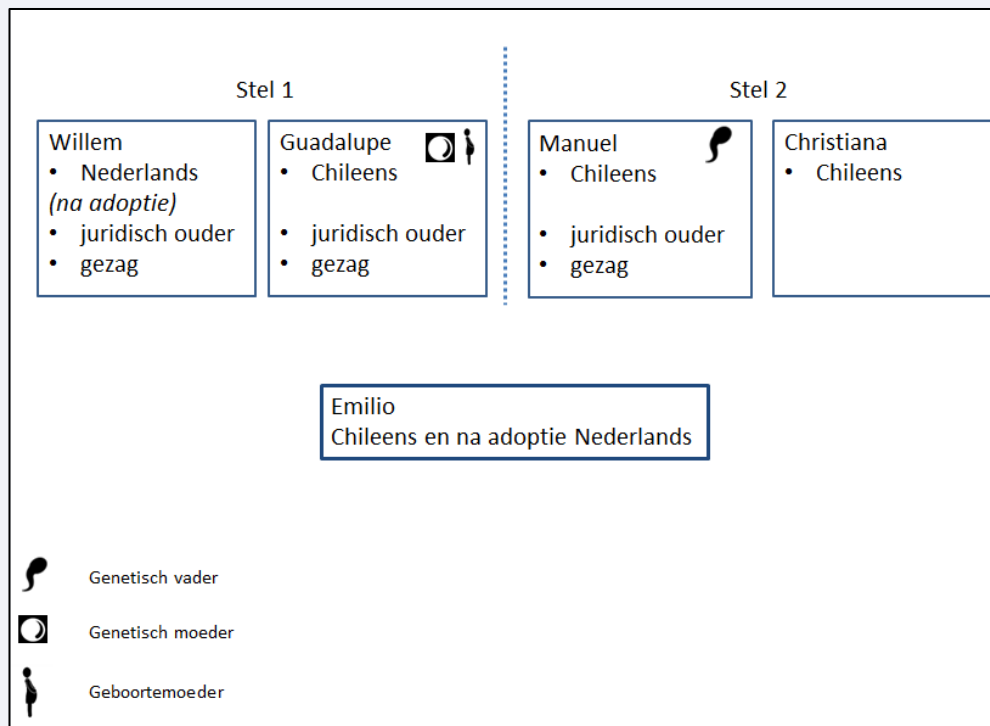 Stel 1
Stel 2
Willem
• Nederlands
(na adoptie)
• juridisch ouder
• gezag
Guadalupe
• Chileens
• juridisch ouder
• gezag
Manuel
• Chileens
• juridisch ouder
• gezag
Christiana
• Chileens
Emilio
Chileens en na adoptie Nederlands
Genetisch vader
Genetisch moeder
Geboortemoeder